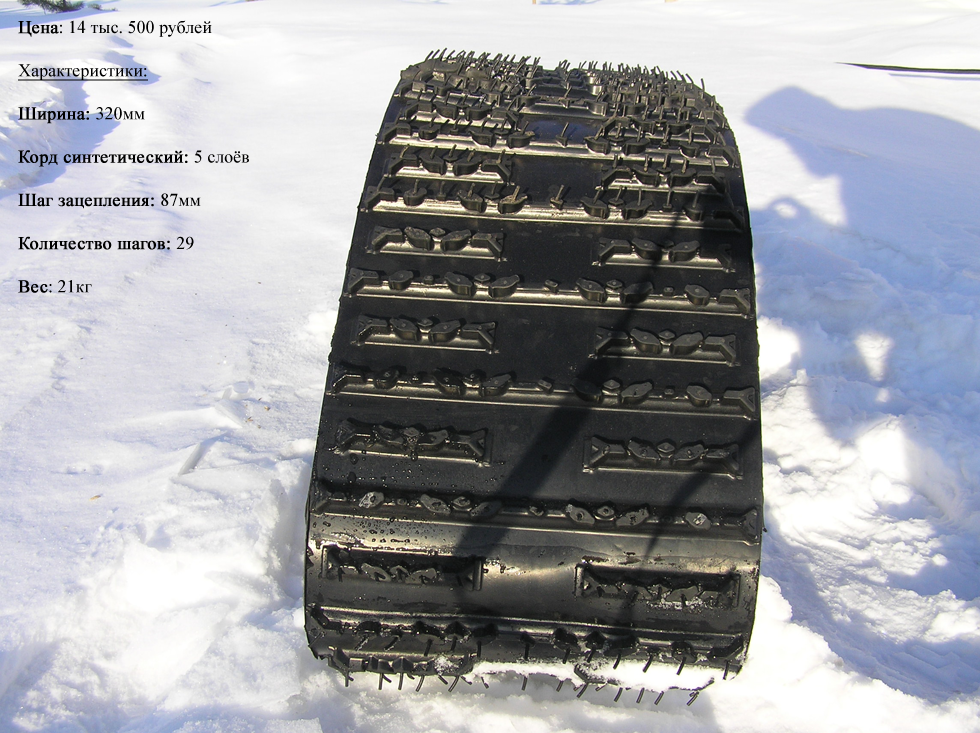 Цена: 14 тыс. 500 рублей
Характеристики:
Ширина: 320мм
Корд синтетический: 5 слоёв
Шаг зацепления: 87мм
Количество шагов: 29
Вес: 21кг